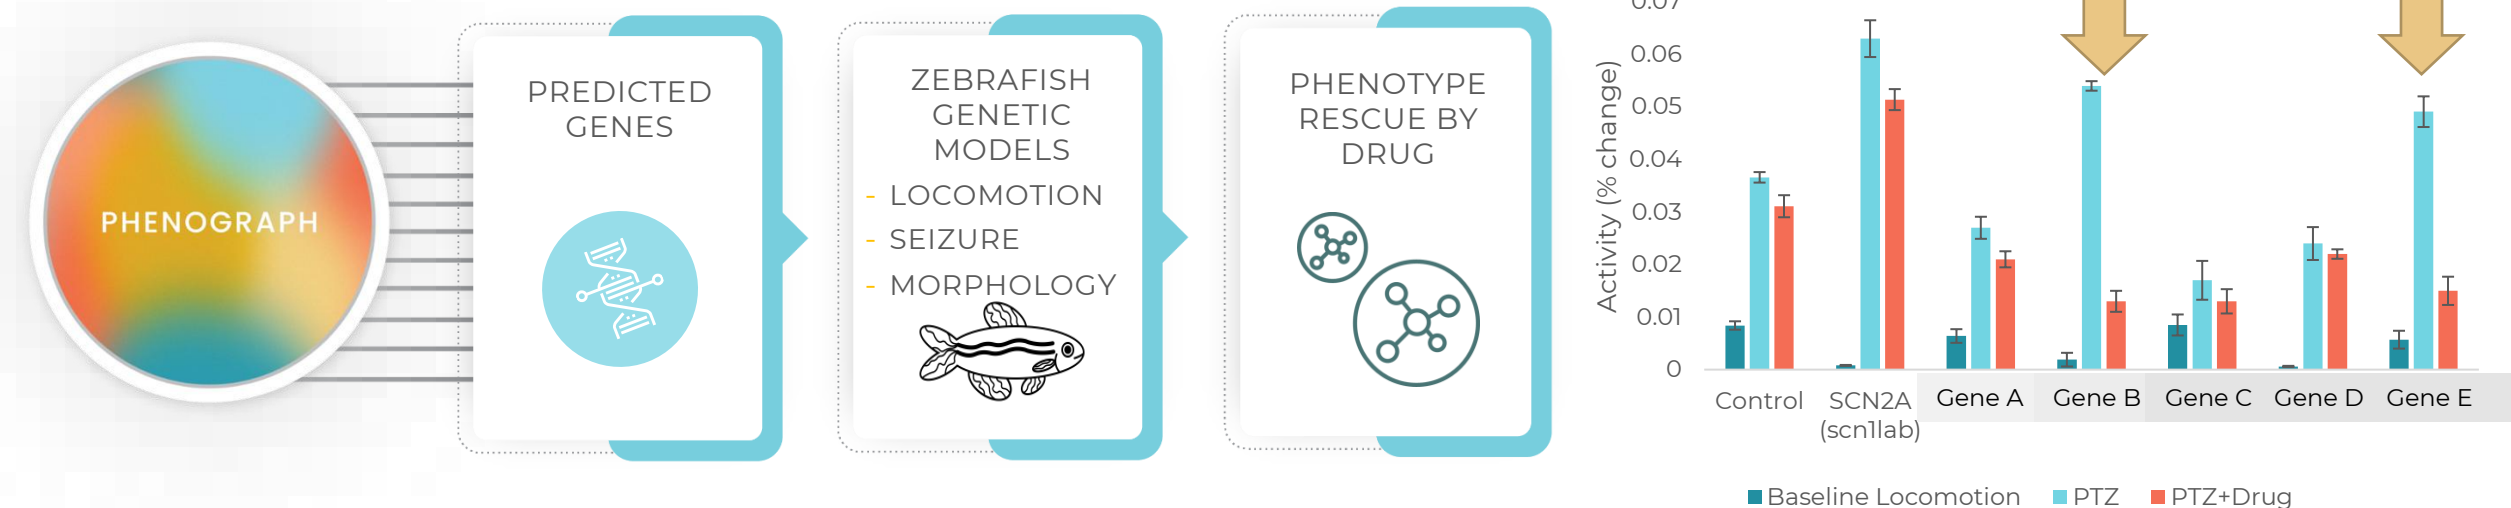 PHENOGRAPH
PREDICTED
GENES
ZEBRAFISH
GENETIC
MODELS
- LOCOMOTION
- SEIZURE
- MORPHOLOGY
PHENOTYPE
RESCUE BY
DRUG
Activity (% change)
0.07
0.06
0.05
0.04
0.03
0.02
0.01
0
Control
SCN2A
(scn1lab)
Gene A
Gene B
Gene C
Gene D
Gene E
Baseline Locomotion
PTZ
PTZ+Drug